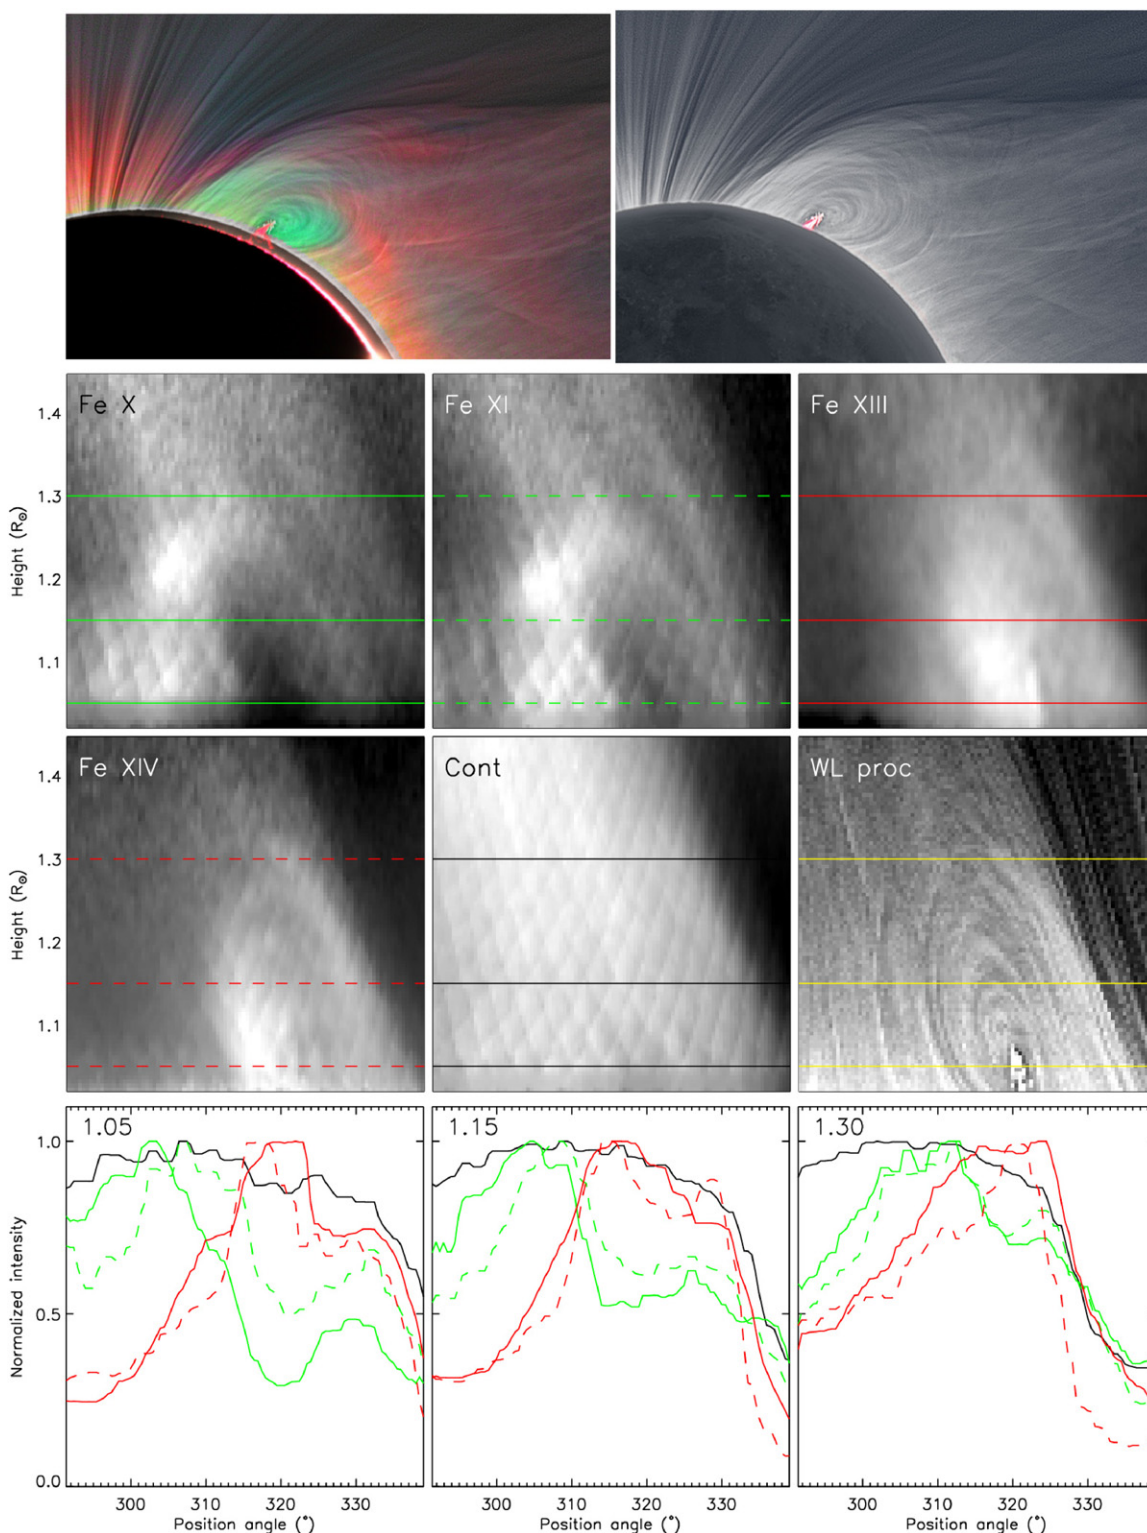 Fe X
Fe XI
Fe XIII
1.4
1.3
1.2
1.1
Height (R⊙)
Fe XIV
Cont
WL proc
1.4
1.3
1.2
1.1
Height (R⊙)
1.05
1.15
1.30
1.0
0.5
0.0
Normalized intensity
300 310 320 330
300 310 320 330
300 310 320 330
Position angle (°)
Position angle (°)
Position angle (°)